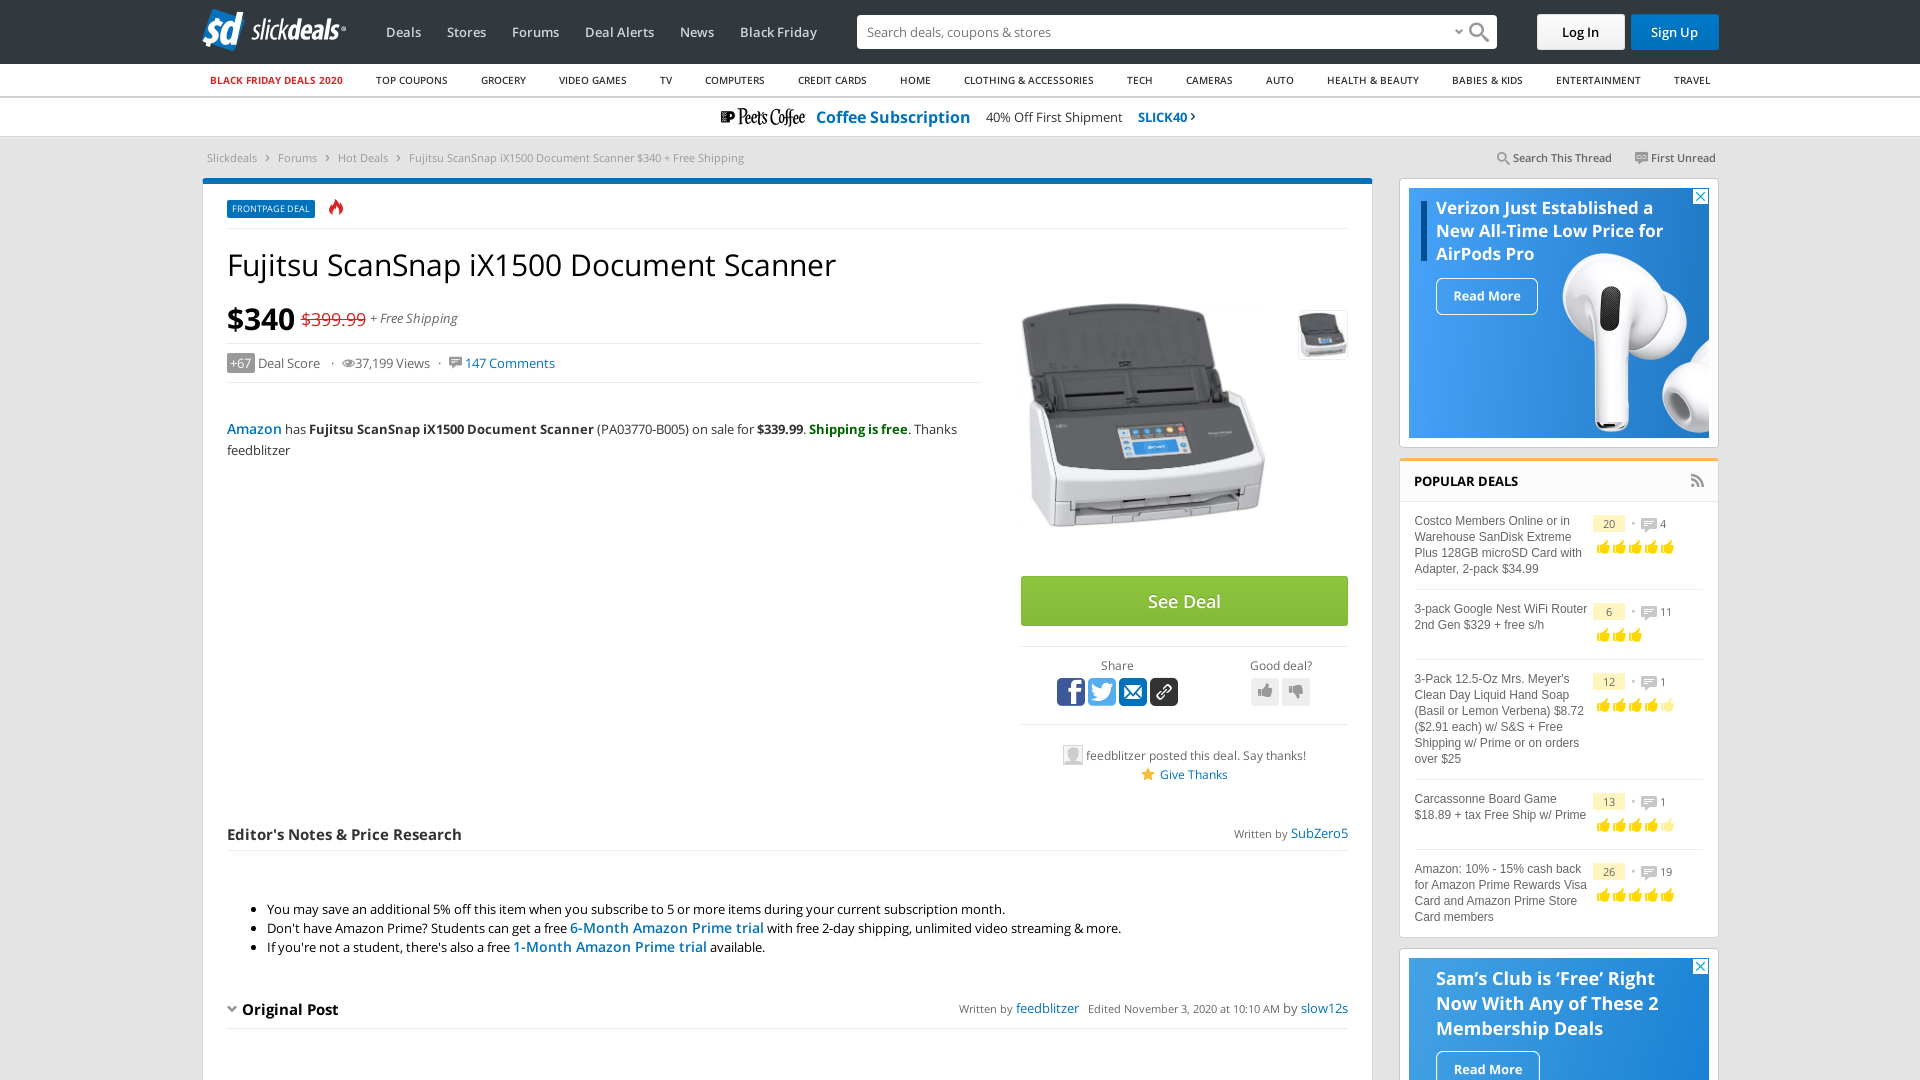 sd slickdeals
Deals Stores Forums Deal Alerts News Black Friday Search deals, coupons & stores Log In Sign Up
BLACK FRIDAY DEALS 2020 TOP COUPONS GROCERY VIDEO GAMES TV COMPUTERS CREDIT CARDS HOME CLOTHING & ACCESSORIES TECH CAMERAS AUTO HEALTH & BEAUTY BABIES & KIDS ENTERTAINMENT TRAVEL
Peet's Coffee Coffee Subscription 40% Off First Shipment SLICK40
Slickdeals Forums Hot Deals Fujitsu ScanSnap iX1500 Document Scanner $340 + Free Shipping Search This Thread First Unread
FRONTPAGE DEAL
Fujitsu ScanSnap iX1500 Document Scanner
$340 $399.99 + Free Shipping
+67 Deal Score · 37,199 Views · 147 Comments
Amazon has Fujitsu ScanSnap iX1500 Document Scanner (PA03770-B005) on sale for $339.99. Shipping is free. Thanks
feedblitzer
See Deal
Share Good deal?
feedblitzer posted this deal. Say thanks!
Give Thanks
Editor's Notes & Price Research Written by SubZero5
You may save an additional 5% off this item when you subscribe to 5 or more items during your current subscription month.
Don't have Amazon Prime? Students can get a free 6-Month Amazon Prime trial with free 2-day shipping, unlimited video streaming & more.
If you're not a student, there's also a free 1-Month Amazon Prime trial available.
Original Post Written by feedblitzer Edited November 3, 2020 at 10:10 AM by slow12s
Verizon Just Established a
New All-Time Low Price for
AirPods Pro
Read More
POPULAR DEALS
Costco Members Online or in
Warehouse SanDisk Extreme
Plus 128GB microSD Card with
Adapter, 2-pack $34.99
20 • 4
3-pack Google Nest WiFi Router
2nd Gen $329 + free s/h
6 • 11
3-Pack 12.5-Oz Mrs. Meyer's
Clean Day Liquid Hand Soap
(Basil or Lemon Verbena) $8.72
($2.91 each) w/ S&S + Free
Shipping w/ Prime or on orders
over $25
12 • 1
Carcassonne Board Game
$18.89 + tax Free Ship w/ Prime
13 • 1
Amazon: 10% - 15% cash back
for Amazon Prime Rewards Visa
Card and Amazon Prime Store
Card members
26 • 19
Sam's Club is ‘Free’ Right
Now With Any of These 2
Membership Deals
Read More